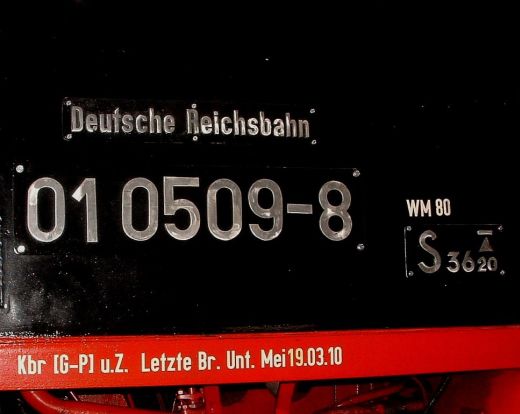 Deutsche Reichsbahn
01 0509-8
WM 80
S 36 20
Kbr [G-P] u.Z. Letzte Br. Unt. Mei 19.03.10